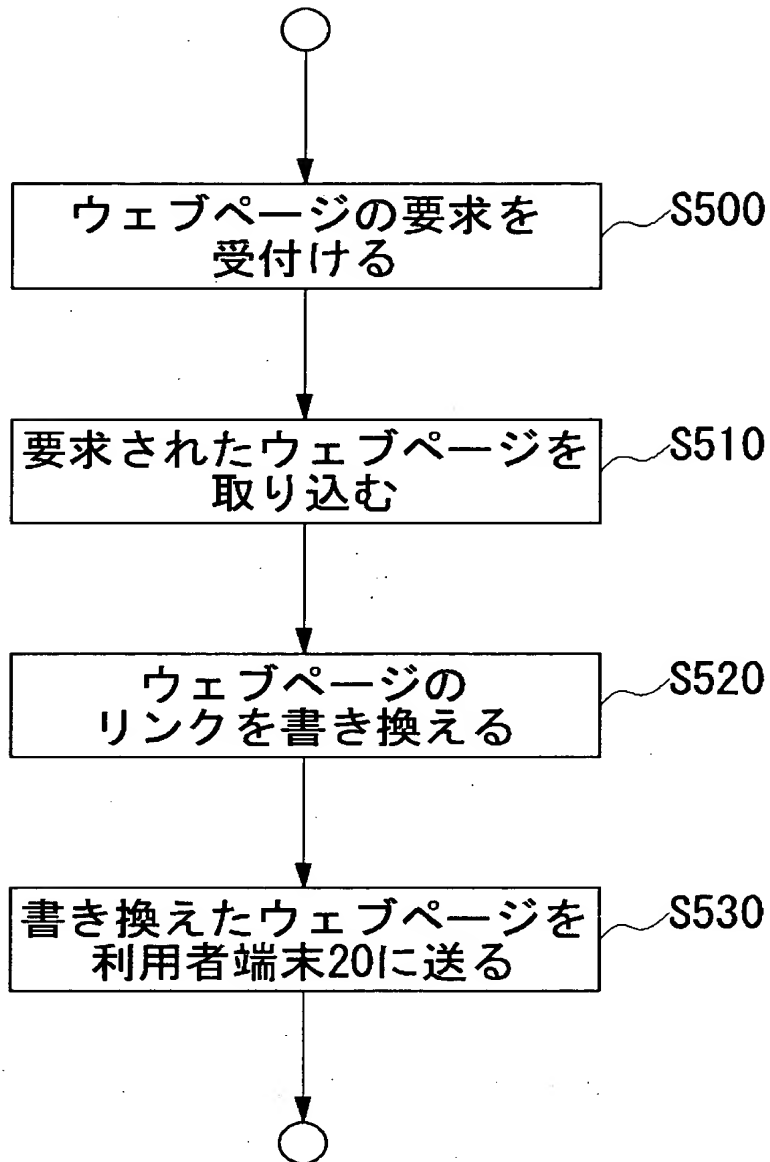 ウェブページの要求を
受付ける
S500
要求されたウェブページを
取り込む
S510
ウェブページの
リンクを書き換える
S520
書き換えたウェブページを
利用者端末20に送る
S530